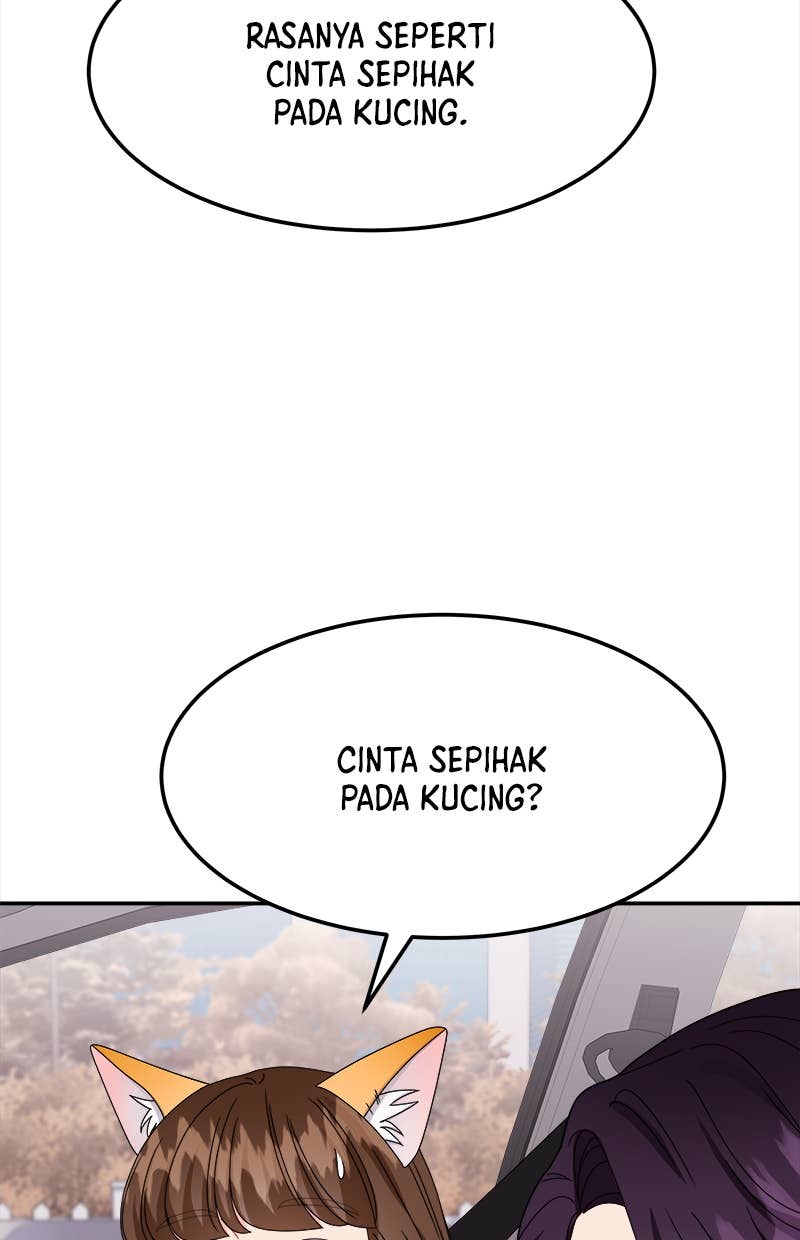 RASANYA SEPERTI
CINTA SEPIHAK
PADA KUCING.
CINTA SEPIHAK
PADA KUCING?